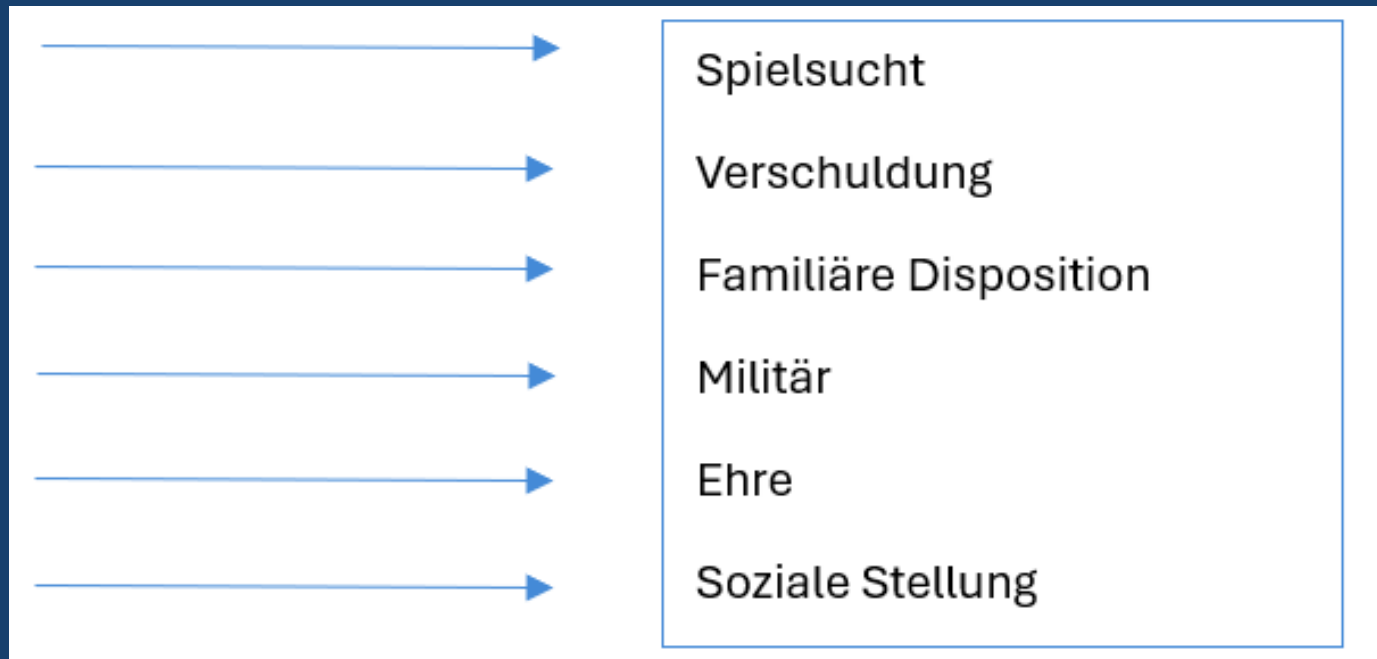 Spielsucht
Verschuldung
Familiäre Disposition
Militär
Ehre
Soziale Stellung